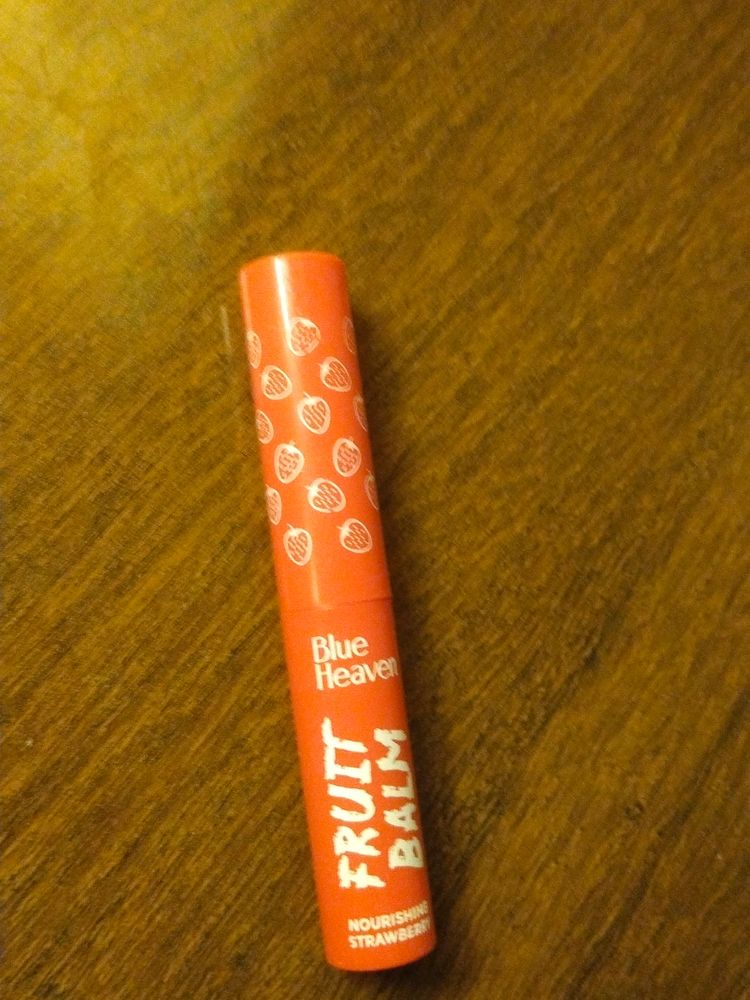 Blue
Heaven
FRUIT
BALM
NOURISHING
STRAWBERRY